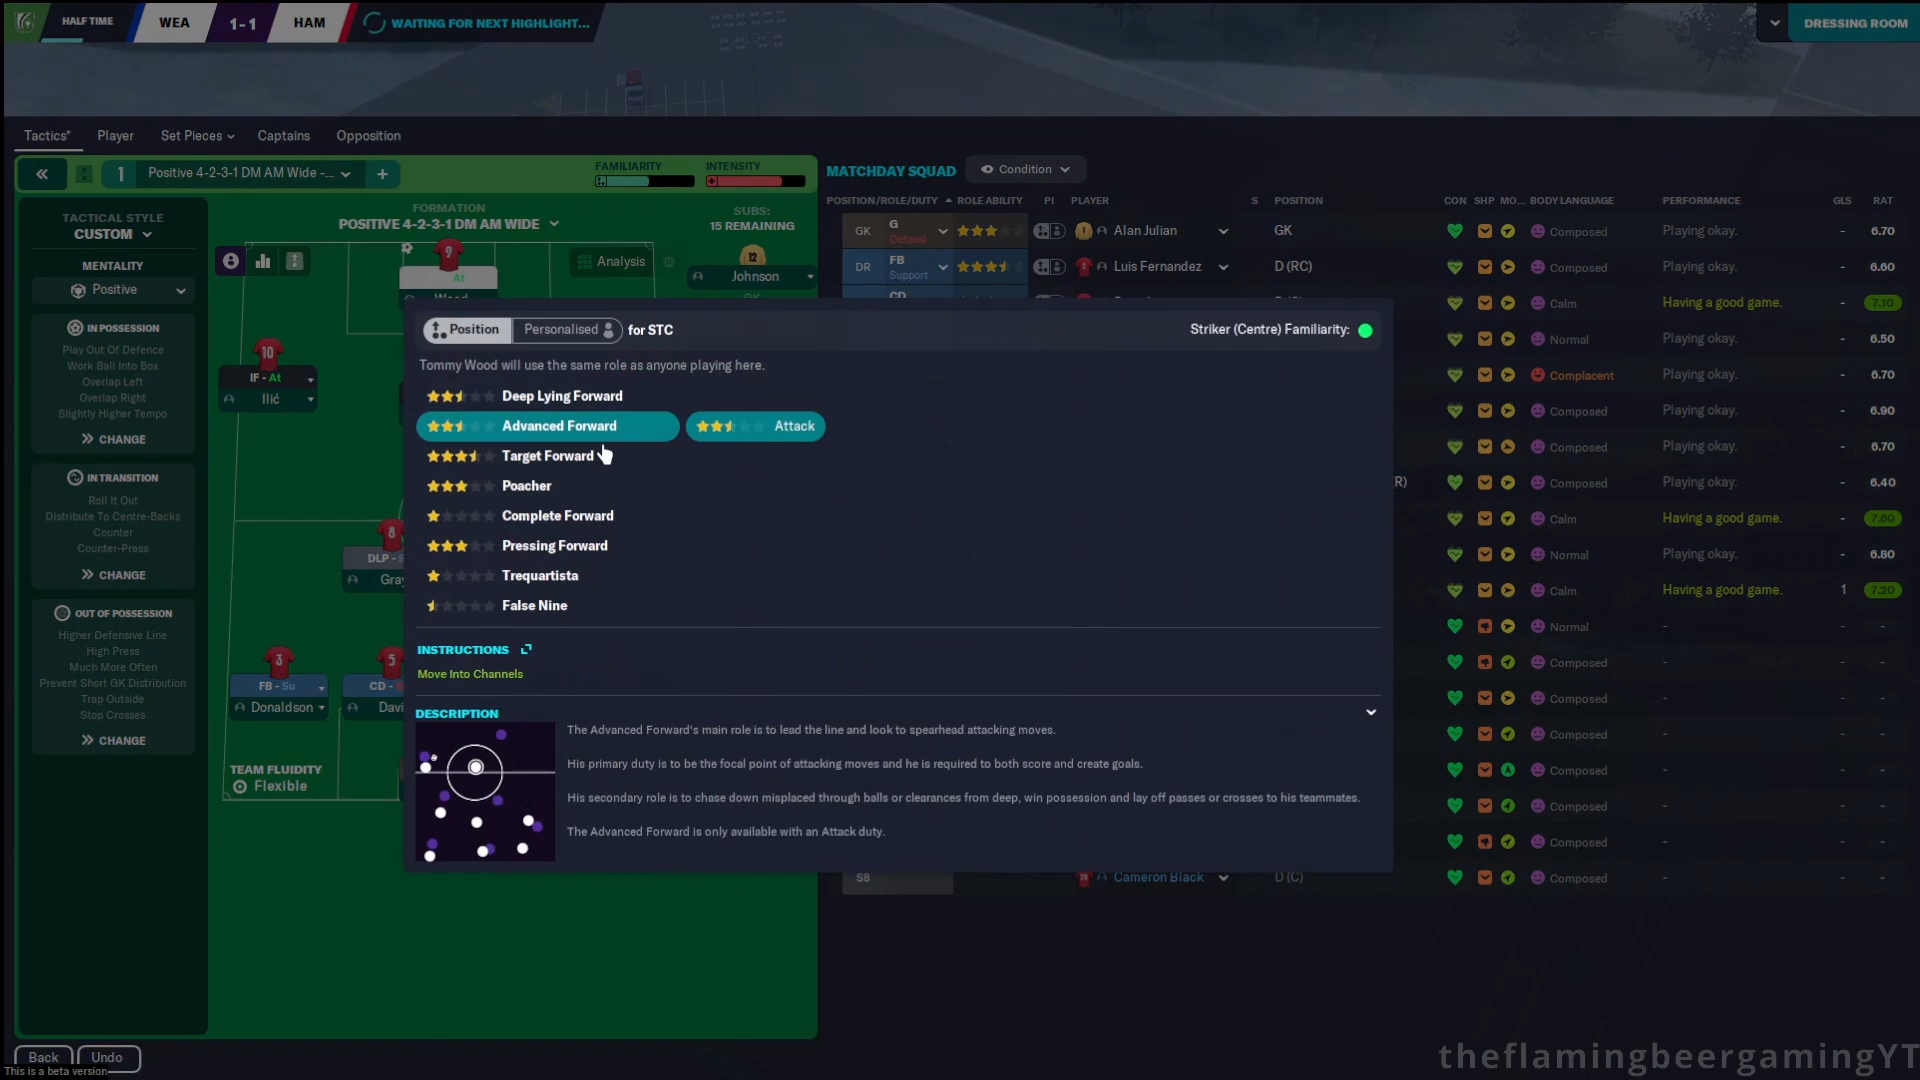 HALF TIME
WEA
1 - 1
HAM
WAITING FOR NEXT HIGHLIGHT...
DRESSING ROOM
Tactics*
Player
Set Pieces
Captains
Opposition
1
Positive 4-2-3-1 DM AM Wide -...
+
FAMILIARITY
INTENSITY
TACTICAL STYLE
CUSTOM
MENTALITY
Positive
IN POSSESSION
Play Out Of Defence
Work Ball Into Box
Overlap Left
Overlap Right
Slightly Higher Tempo
CHANGE
IN TRANSITION
Roll It Out
Distribute To Centre-Backs
Counter
Counter-Press
CHANGE
OUT OF POSSESSION
Higher Defensive Line
High Press
Much More Often
Prevent Short GK Distribution
Trap Outside
Stop Crosses
CHANGE
FORMATION
POSITIVE 4-2-3-1 DM AM WIDE
SUBS:
15 REMAINING
Analysis
9
At
12
Johnson
10
IF - At
Ilić
8
DLP - S
Gra
3
FB - Su
Donaldson
5
CD -
Davi
TEAM FLUIDITY
Flexible
Position
Personalised
for STC
Striker (Centre) Familiarity:
Tommy Wood will use the same role as anyone playing here.
Deep Lying Forward
Advanced Forward
Attack
Target Forward
Poacher
Complete Forward
Pressing Forward
Trequartista
False Nine
INSTRUCTIONS
Move Into Channels
DESCRIPTION
The Advanced Forward's main role is to lead the line and look to spearhead attacking moves.
His primary duty is to be the focal point of attacking moves and he is required to both score and create goals.
His secondary role is to chase down misplaced through balls or clearances from deep, win possession and lay off passes or crosses to his teammates.
The Advanced Forward is only available with an Attack duty.
MATCHDAY SQUAD
Condition
POSITION/ROLE/DUTY ROLE ABILITY PI PLAYER S POSITION CON SHP MO... BODY LANGUAGE PERFORMANCE GLS RAT
GK G Defend Alan Julian GK Composed Playing okay. - 6.70
DR FB Support Luis Fernandez D (RC) Composed Playing okay. - 6.60
CD Calm Having a good game. - 7.10
Normal Playing okay. - 6.50
Complacent Playing okay. - 6.70
Composed Playing okay. - 6.90
Composed Playing okay. - 6.70
R) Composed Playing okay. - 6.40
Calm Having a good game. - 7.60
Normal Playing okay. - 6.80
Calm Having a good game. 1 7.20
Normal - - -
Composed - - -
Composed - - -
Composed - - -
Composed - - -
Composed - - -
Composed - - -
S8 Cameron Black D (C) Composed - - -
Back
Undo
This is a beta version
theflamingbeergamingYT